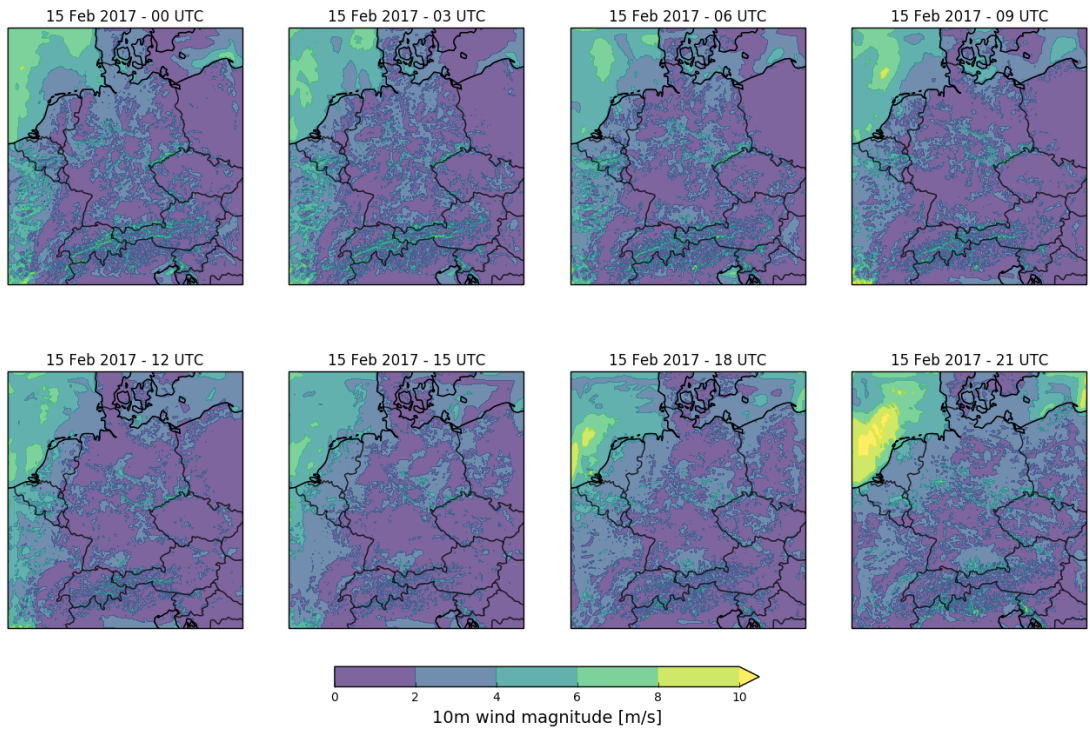 15 Feb 2017 - 00 UTC
15 Feb 2017 - 03 UTC
15 Feb 2017 - 06 UTC
15 Feb 2017 - 09 UTC
15 Feb 2017 - 12 UTC
15 Feb 2017 - 15 UTC
15 Feb 2017 - 18 UTC
15 Feb 2017 - 21 UTC
0 2 4 6 8 10
10m wind magnitude [m/s]